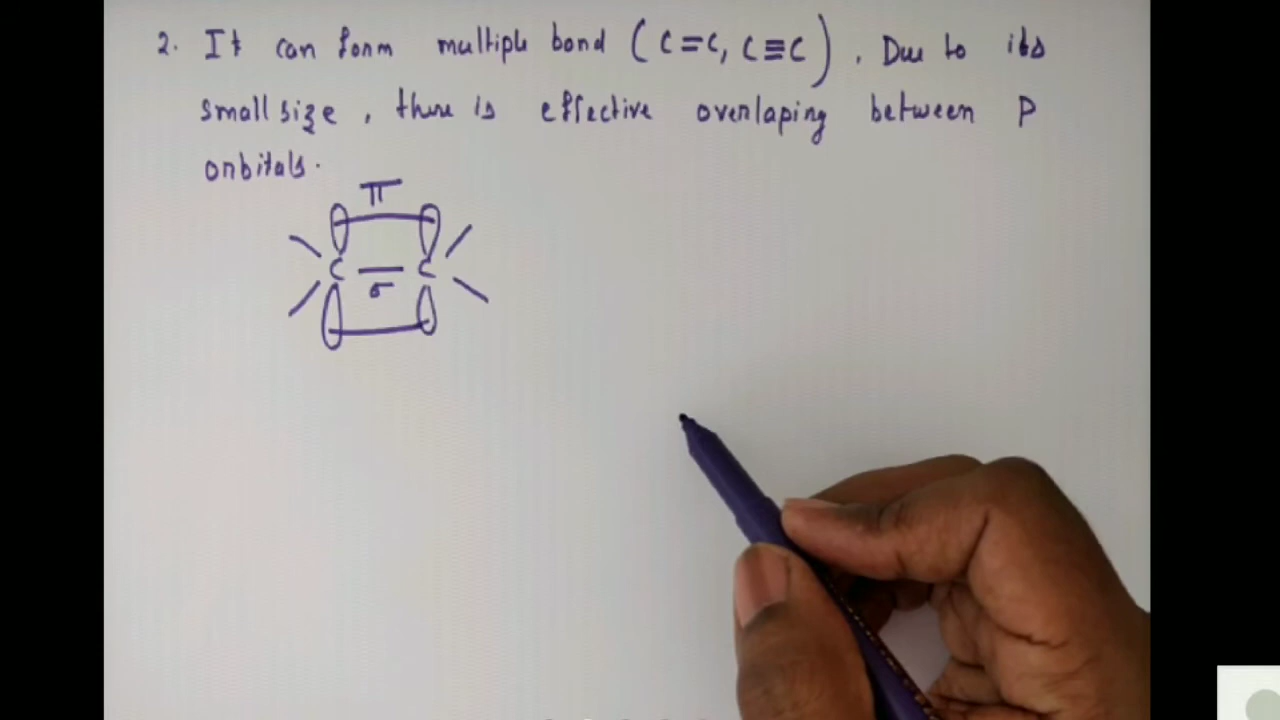 2. It can form multiple bond (C=C, C≡C). Due to its
small size, there is effective overlaping between P
orbitals.
π
C — C
σ